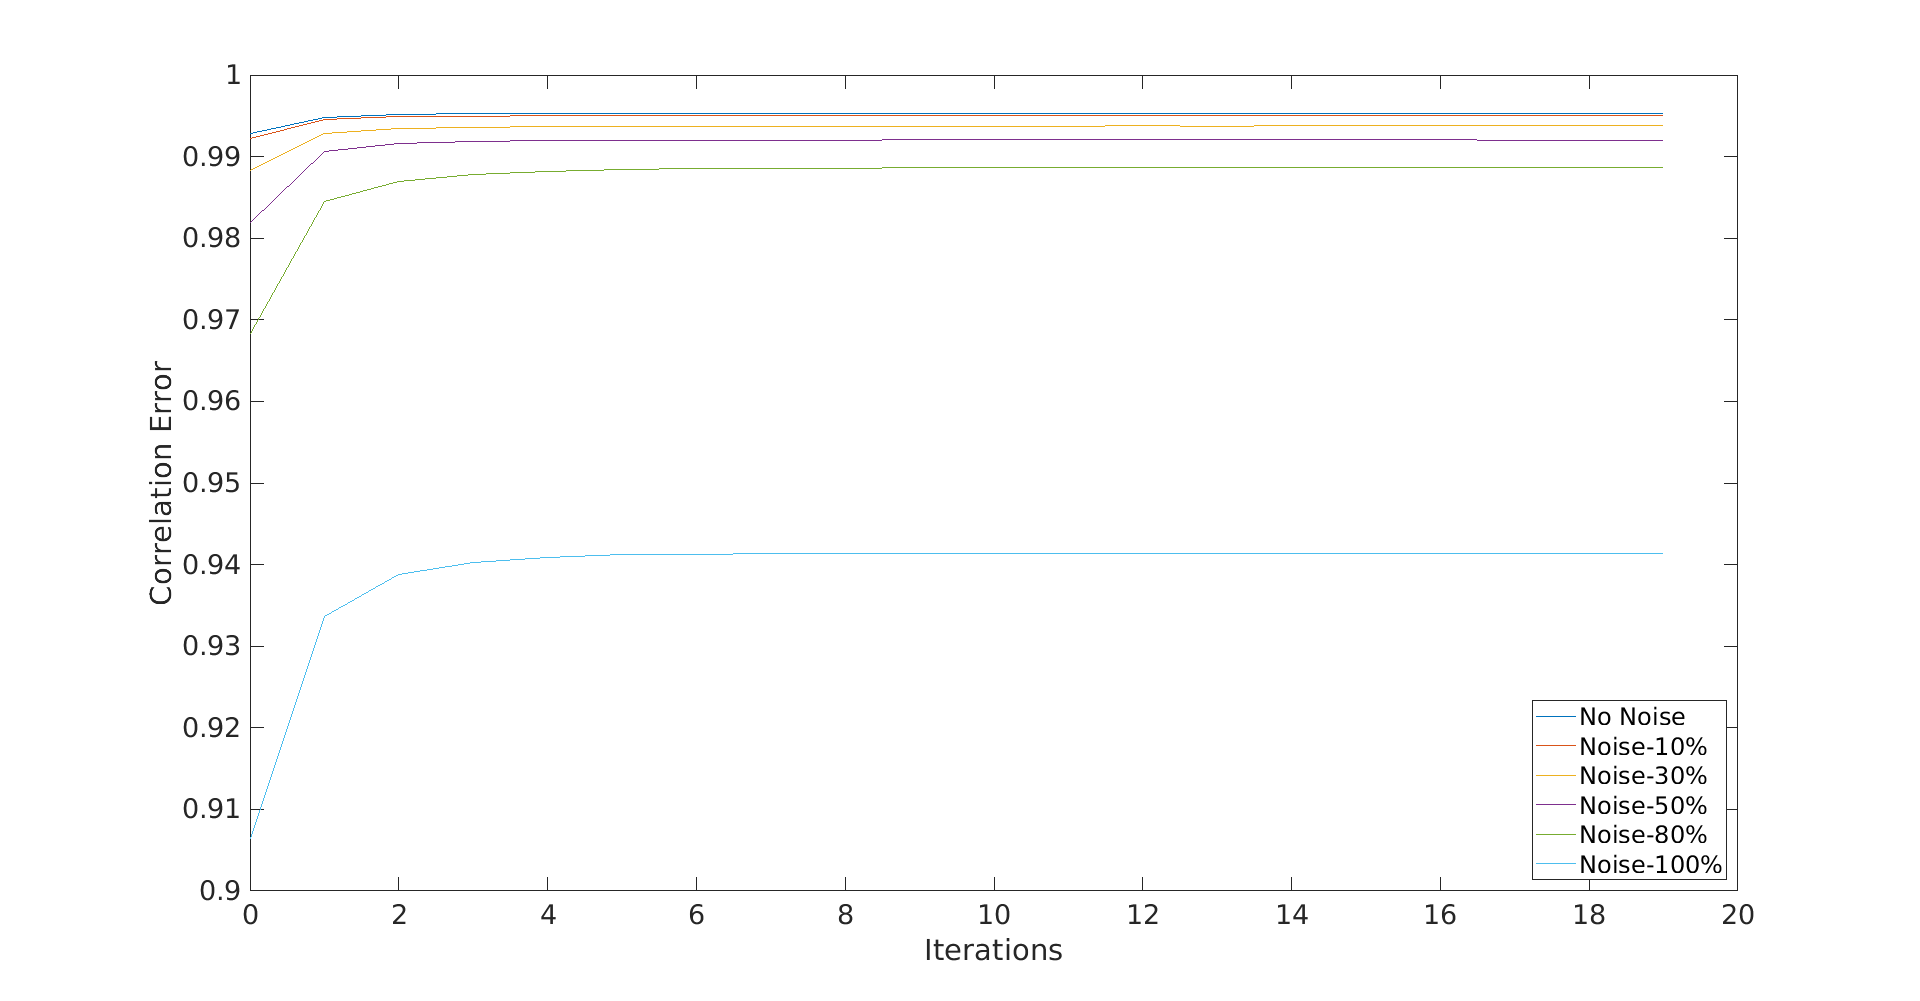 1
0.99
0.98
0.97
0.96
0.95
0.94
0.93
0.92
0.91
0.9
Correlation Error
0 2 4 6 8 10 12 14 16 18 20
Iterations
No Noise
Noise-10%
Noise-30%
Noise-50%
Noise-80%
Noise-100%